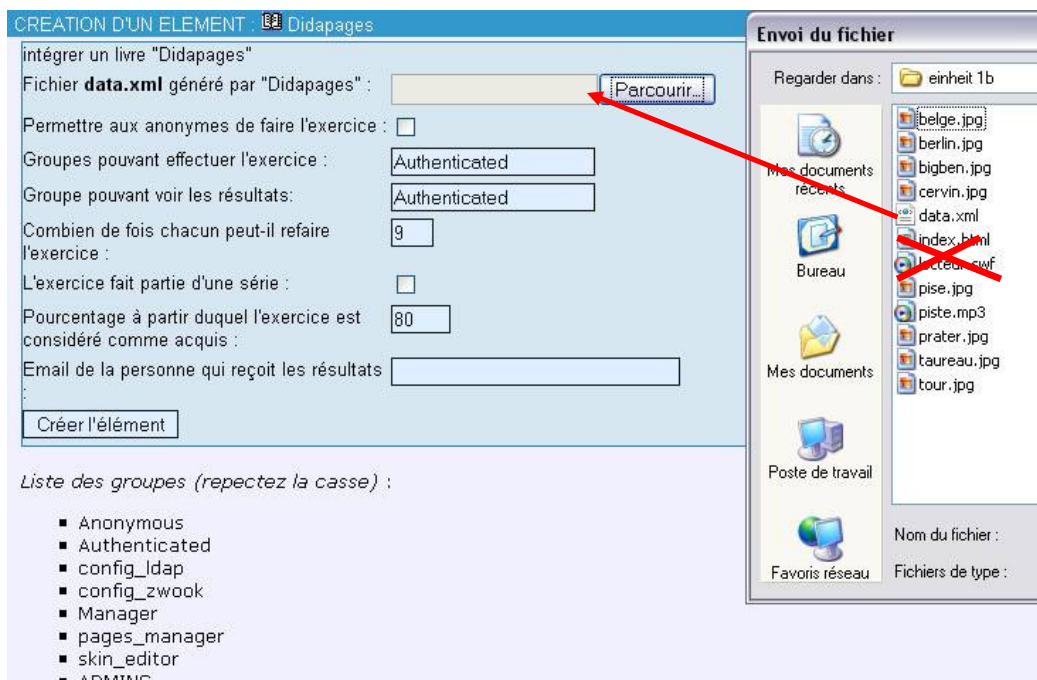 CREATION D'UN ELEMENT : Didapages
intégrer un livre "Didapages"
Fichier data.xml généré par "Didapages" :
Parcourir...
Permettre aux anonymes de faire l'exercice :
Groupes pouvant effectuer l'exercice :
Authenticated
Groupe pouvant voir les résultats:
Authenticated
Combien de fois chacun peut-il refaire
l'exercice :
9
L'exercice fait partie d'une série :
Pourcentage à partir duquel l'exercice est
considéré comme acquis :
80
Email de la personne qui reçoit les résultats
:
Créer l'élément
Liste des groupes (repectez la casse) :
Anonymous
Authenticated
config_ldap
config_zwook
Manager
pages_manager
skin_editor
ADMINS
Envoi du fichier
Regarder dans :
einheit 1b
Mes documents
récents
Bureau
Mes documents
Poste de travail
Favoris réseau
belge.jpg
berlin.jpg
bigben.jpg
cervin.jpg
data.xml
index.html
lecteur.swf
pise.jpg
piste.mp3
prater.jpg
taureau.jpg
tour.jpg
Nom du fichier :
Fichiers de type :